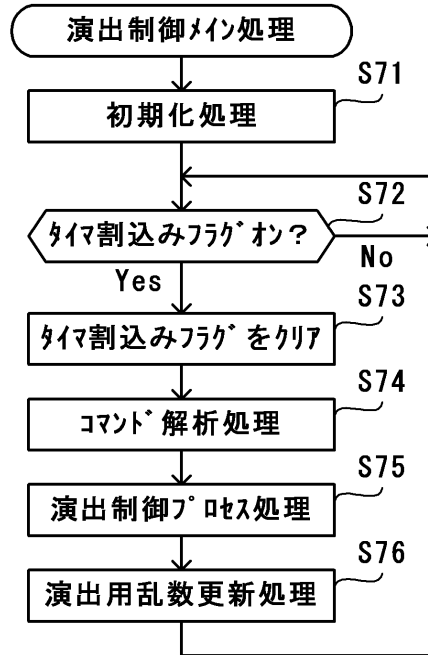 演出制御ﾒｲﾝ処理
S71
初期化処理
S72
ﾀｲﾏ割込みﾌﾗｸﾞｵﾝ？
No
Yes
S73
ﾀｲﾏ割込みﾌﾗｸﾞをｸﾘｱ
S74
ｺﾏﾝﾄﾞ解析処理
S75
演出制御ﾌﾟﾛｾｽ処理
S76
演出用乱数更新処理